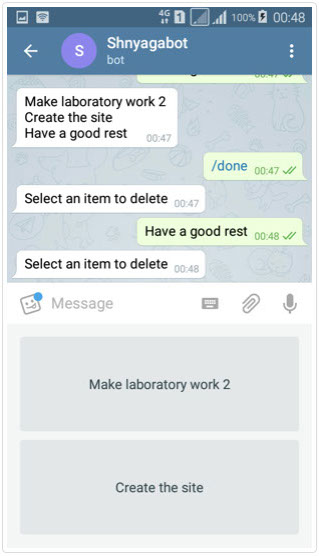 4G 1 100% 00:48
S Shnyagabot
bot
00:47
Make laboratory work 2
Create the site
Have a good rest 00:47
/done 00:47
Select an item to delete 00:47
Have a good rest 00:48
Select an item to delete 00:48
Message
Make laboratory work 2
Create the site